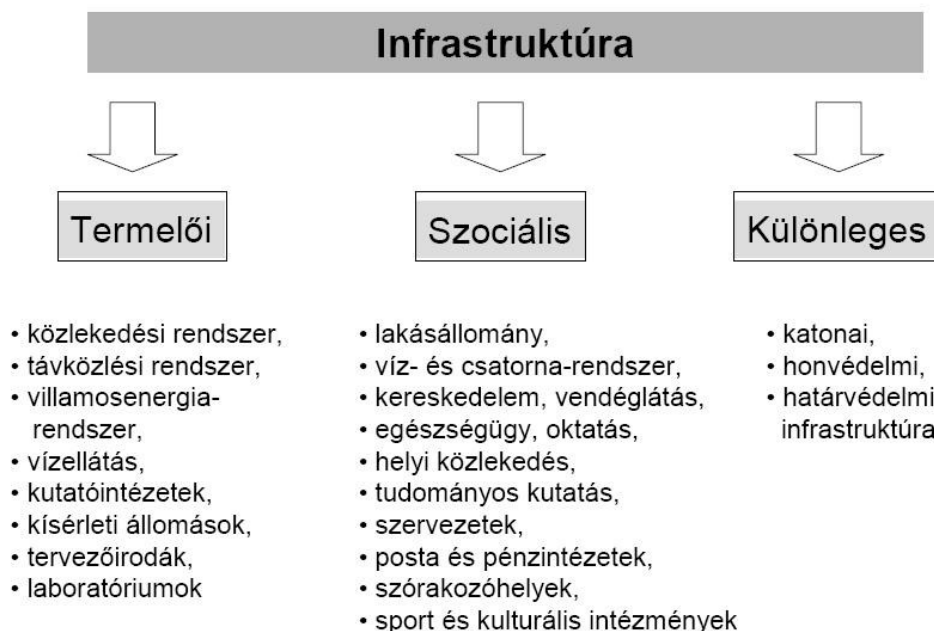 Infrastruktúra
Termelői
Szociális
Különleges
• közlekedési rendszer,
• távközlési rendszer,
• villamosenergia-
rendszer,
• vízellátás,
• kutatóintézetek,
• kísérleti állomások,
• tervezőirodák,
• laboratóriumok
• lakásállomány,
• víz- és csatorna-rendszer,
• kereskedelem, vendéglátás,
• egészségügy, oktatás,
• helyi közlekedés,
• tudományos kutatás,
• szervezetek,
• posta és pénzintézetek,
• szórakozóhelyek,
• sport és kulturális intézmények
• katonai,
• honvédelmi,
• határvédelmi
infrastruktúra